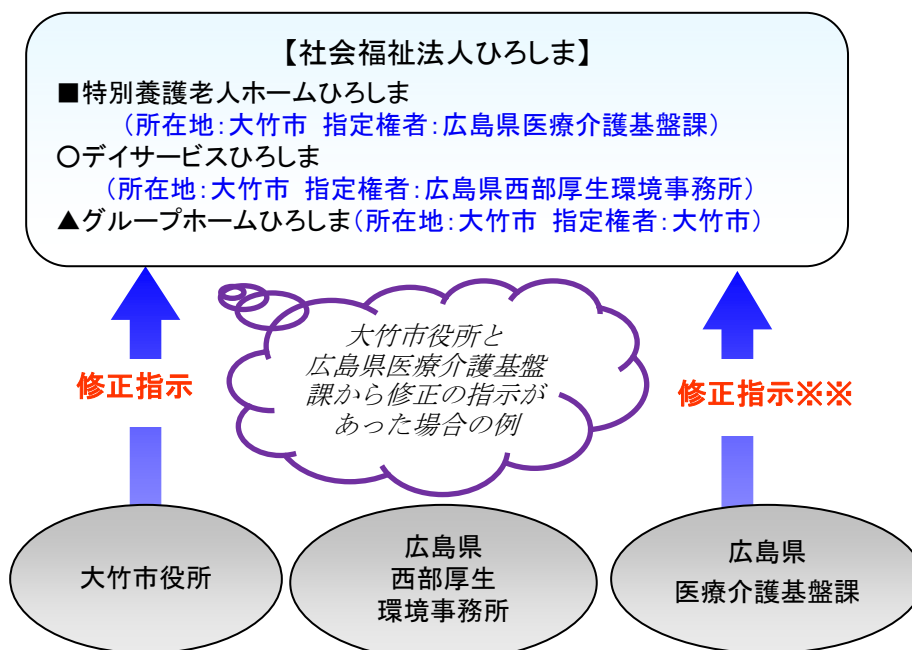 【社会福祉法人ひろしま】
■特別養護老人ホームひろしま
（所在地：大竹市 指定権者：広島県医療介護基盤課）
○デイサービスひろしま
（所在地：大竹市 指定権者：広島県西部厚生環境事務所）
▲グループホームひろしま（所在地：大竹市 指定権者：大竹市）
大竹市役所と
広島県医療介護基盤
課から修正の指示が
あった場合の例
修正指示
修正指示※※
大竹市役所
広島県
西部厚生
環境事務所
広島県
医療介護基盤課